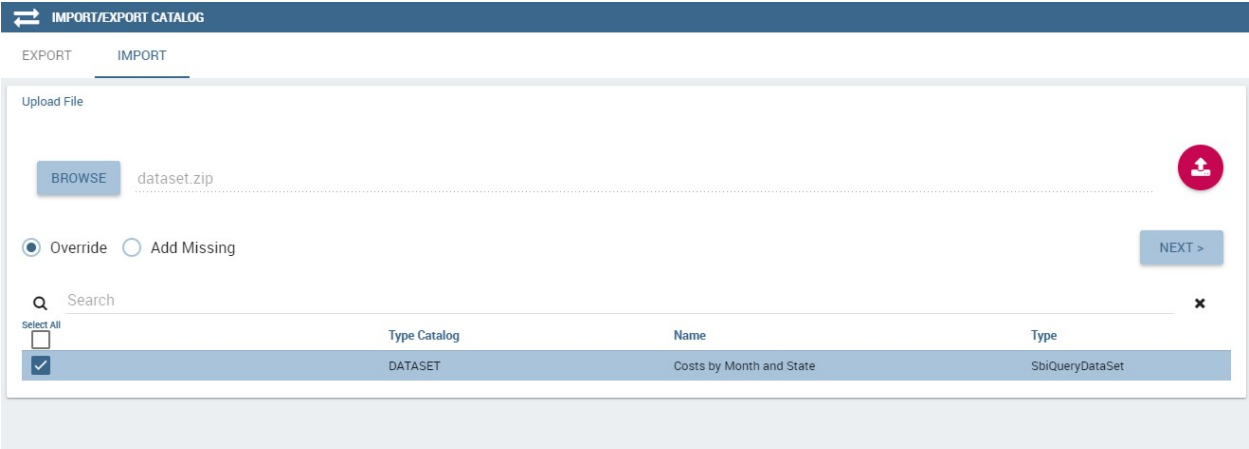 IMPORT/EXPORT CATALOG
EXPORT IMPORT
Upload File
BROWSE dataset.zip
Override Add Missing NEXT >
Search
Select All Type Catalog Name Type
DATASET Costs by Month and State SbiQueryDataSet